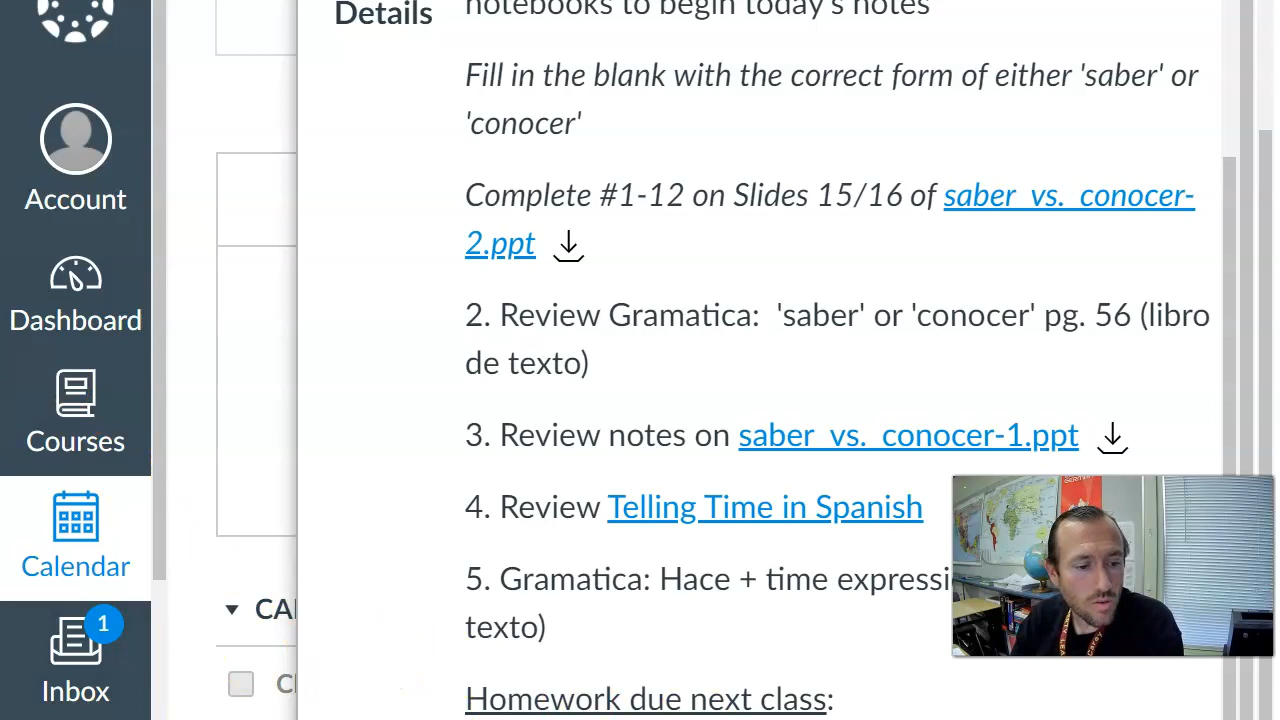 Details
notebooks to begin today's notes
Fill in the blank with the correct form of either 'saber' or
'conocer'
Complete #1-12 on Slides 15/16 of saber_vs._conocer-
2.ppt
2. Review Gramatica:  'saber' or 'conocer' pg. 56 (libro
de texto)
3. Review notes on saber_vs._conocer-1.ppt
4. Review Telling Time in Spanish
5. Gramatica: Hace + time expressi
texto)
Homework due next class:
Account
Dashboard
Courses
Calendar
1
Inbox
CA